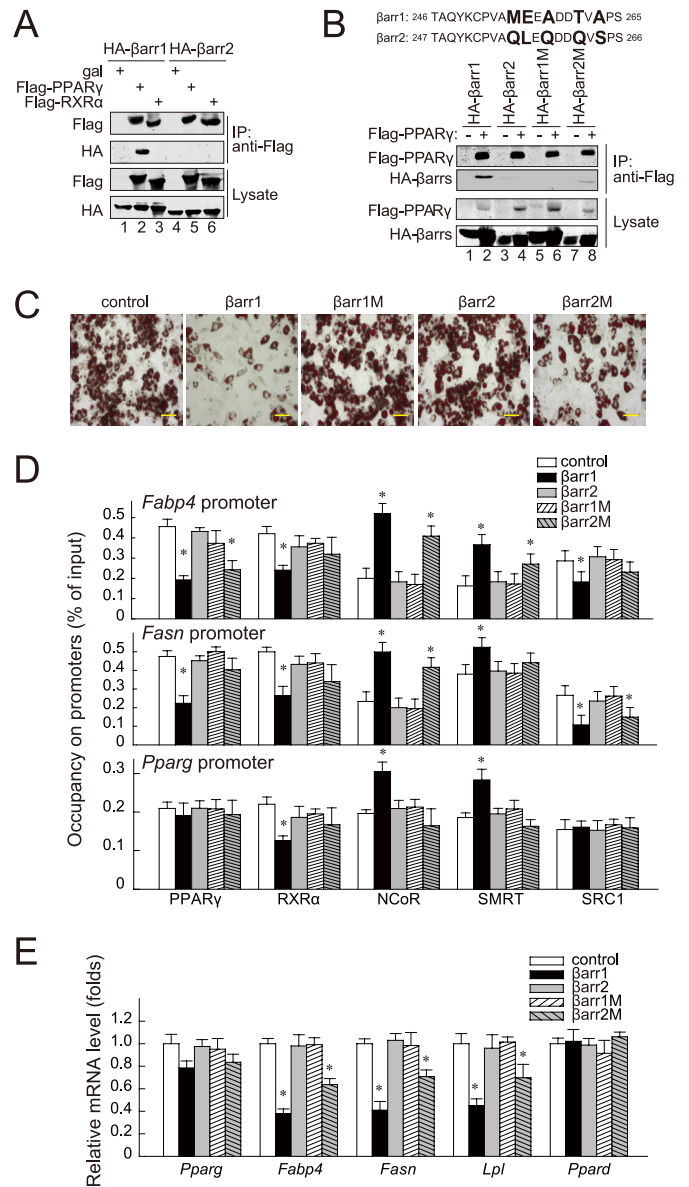 A
HA-βarr1 HA-βarr2
gal + +
Flag-PPARγ + +
Flag-RXRα + +
Flag
HA
IP:
anti-Flag
Flag
HA
Lysate
1 2 3 4 5 6
B
βarr1: 246 TAQYKCPVAMEEADDTVAPS 265
βarr2: 247 TAQYKCPVAQLEQDDQVSPS 266
HA-βarr1
HA-βarr2
HA-βarr1M
HA-βarr2M
Flag-PPARγ: - + - + - + - +
Flag-PPARγ
HA-βarrs
IP:
anti-Flag
Flag-PPARγ
HA-βarrs
Lysate
1 2 3 4 5 6 7 8
C
control βarr1 βarr1M βarr2 βarr2M
D
control
βarr1
βarr2
βarr1M
βarr2M
Occupancy on promoters (% of input)
Fabp4 promoter
0.5
0.4
0.3
0.2
0.1
0
* * * * * * *
Fasn promoter
0.5
0.4
0.3
0.2
0.1
0
* * * * * * *
Pparg promoter
0.3
0.2
0.1
0
* * *
PPARγ RXRα NCoR SMRT SRC1
E
control
βarr1
βarr2
βarr1M
βarr2M
Relative mRNA level (folds)
1.2
1.0
0.8
0.6
0.4
0.2
0
* * * * * *
Pparg Fabp4 Fasn Lpl Ppard